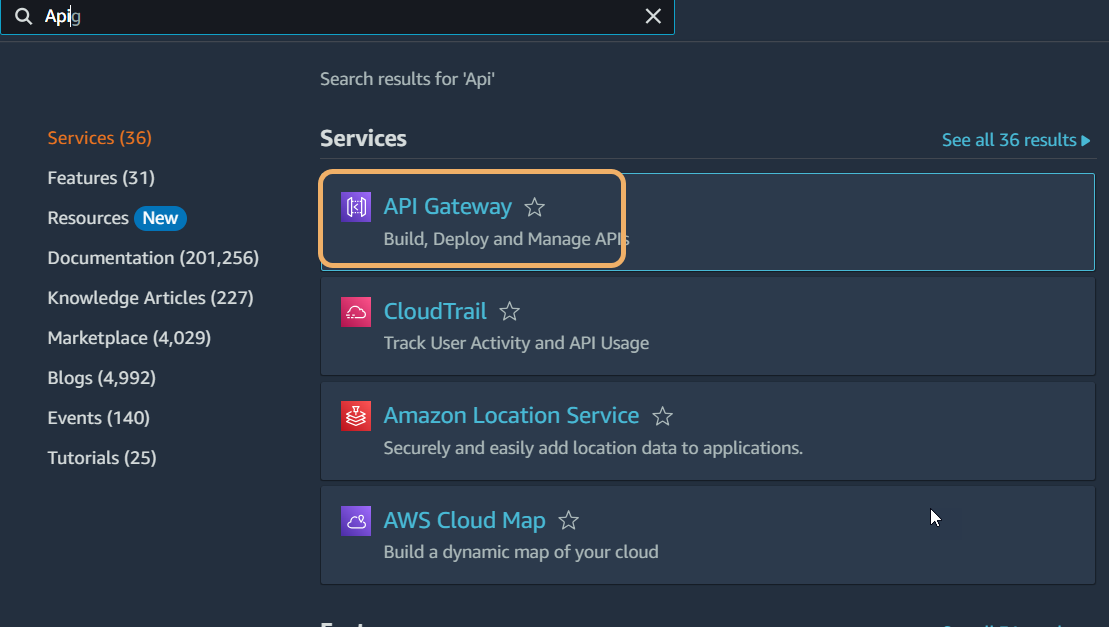 Apig
Search results for 'Api'
Services (36)
Features (31)
Resources New
Documentation (201,256)
Knowledge Articles (227)
Marketplace (4,029)
Blogs (4,992)
Events (140)
Tutorials (25)
Services
See all 36 results
API Gateway
Build, Deploy and Manage APIs
CloudTrail
Track User Activity and API Usage
Amazon Location Service
Securely and easily add location data to applications.
AWS Cloud Map
Build a dynamic map of your cloud